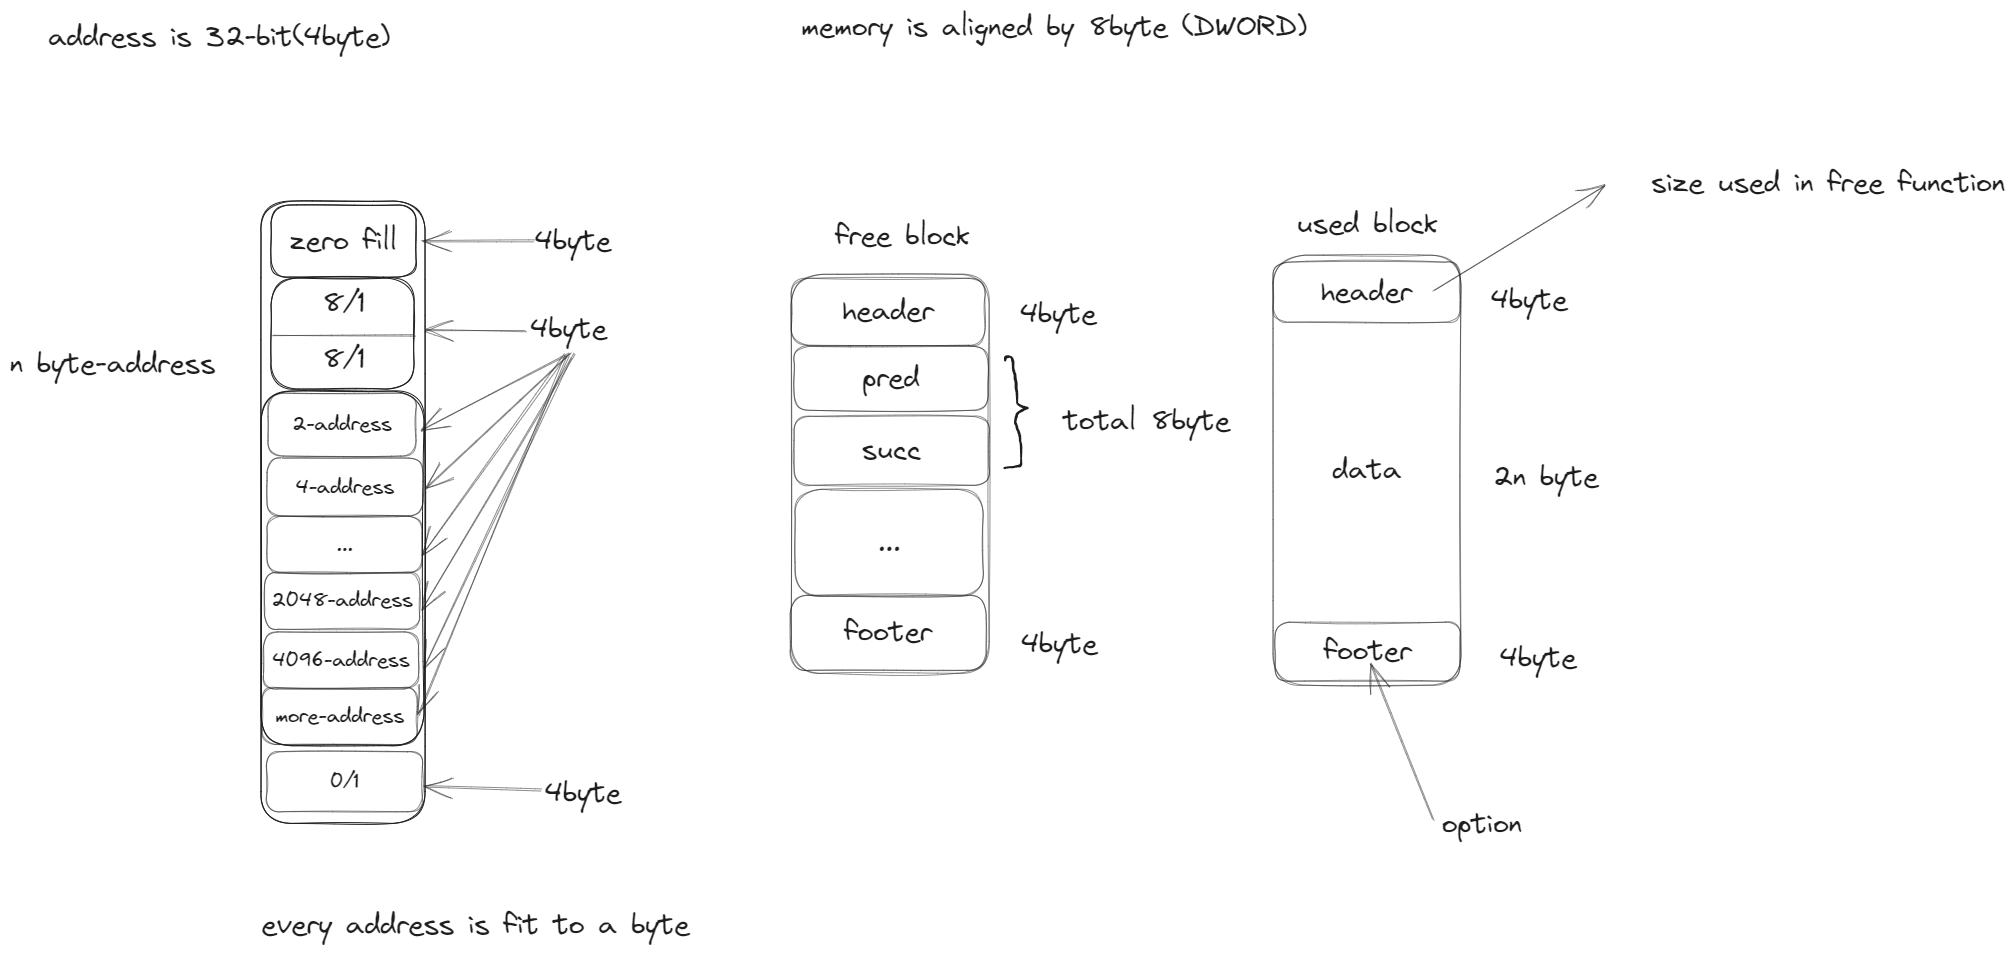 address is 32-bit(4byte)
memory is aligned by 8byte (DWORD)
n byte-address
zero fill
4byte
8/1
8/1
4byte
2-address
4-address
...
2048-address
4096-address
more-address
0/1
4byte
every address is fit to a byte
free block
header
4byte
pred
succ
total 8byte
...
footer
4byte
used block
size used in free function
header
4byte
data
2n byte
footer
4byte
option